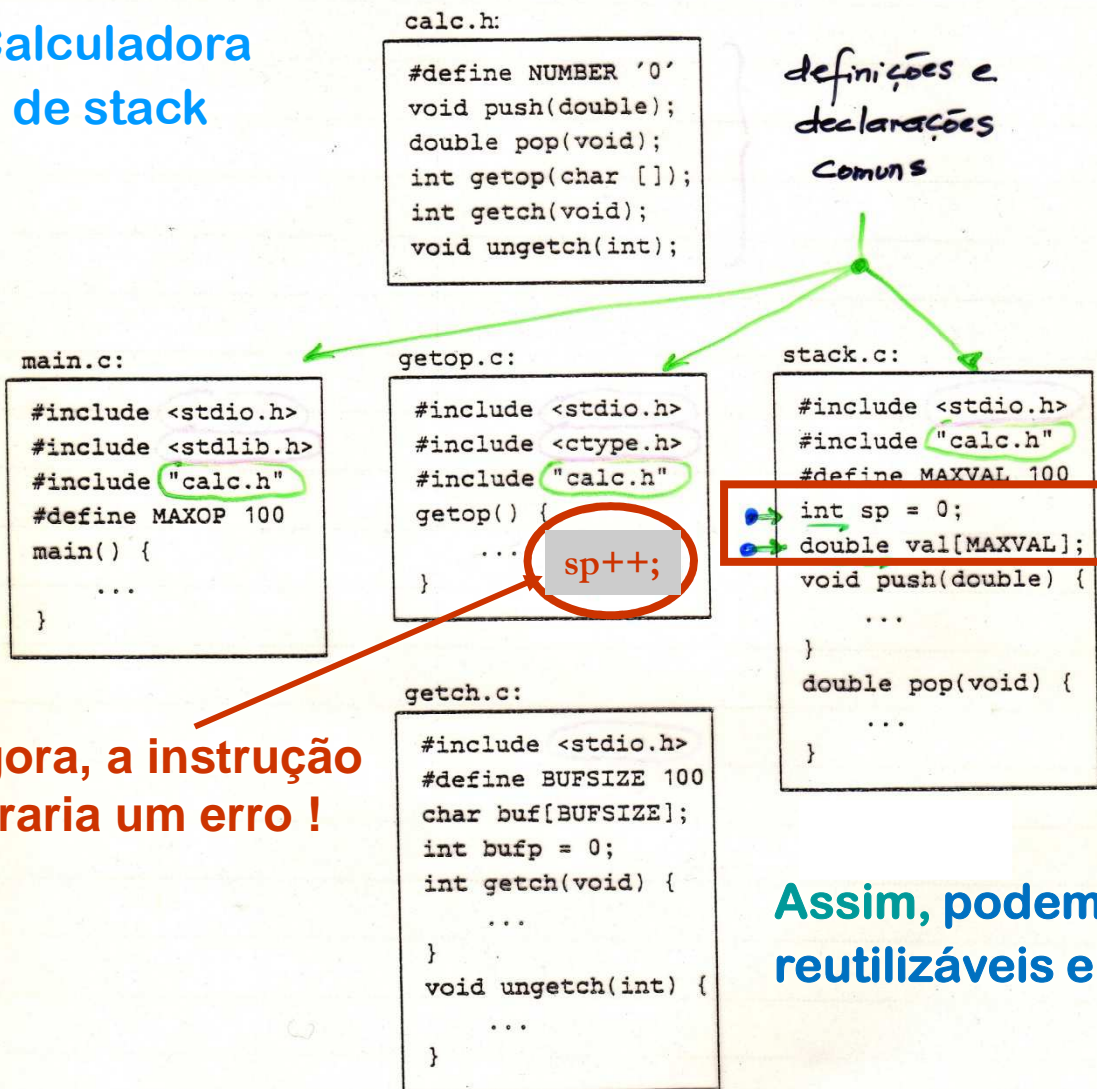 Calculadora
de stack
calc.h:
#define NUMBER '0'
void push(double);
double pop(void);
int getop(char []);
int getch(void);
void ungetch(int);
definições e
declarações
comuns
main.c:
#include <stdio.h>
#include <stdlib.h>
#include "calc.h"
#define MAXOP 100
main() {
...
}
getop.c:
#include <stdio.h>
#include <ctype.h>
#include "calc.h"
getop() {
...
sp++;
}
stack.c:
#include <stdio.h>
#include "calc.h"
#define MAXVAL 100
int sp = 0;
double val[MAXVAL];
void push(double) {
...
}
double pop(void) {
...
}
gora, a instrução
raria um erro !
getch.c:
#include <stdio.h>
#define BUFSIZE 100
char buf[BUFSIZE];
int bufp = 0;
int getch(void) {
...
}
void ungetch(int) {
...
}
Assim, podem
reutilizáveis e